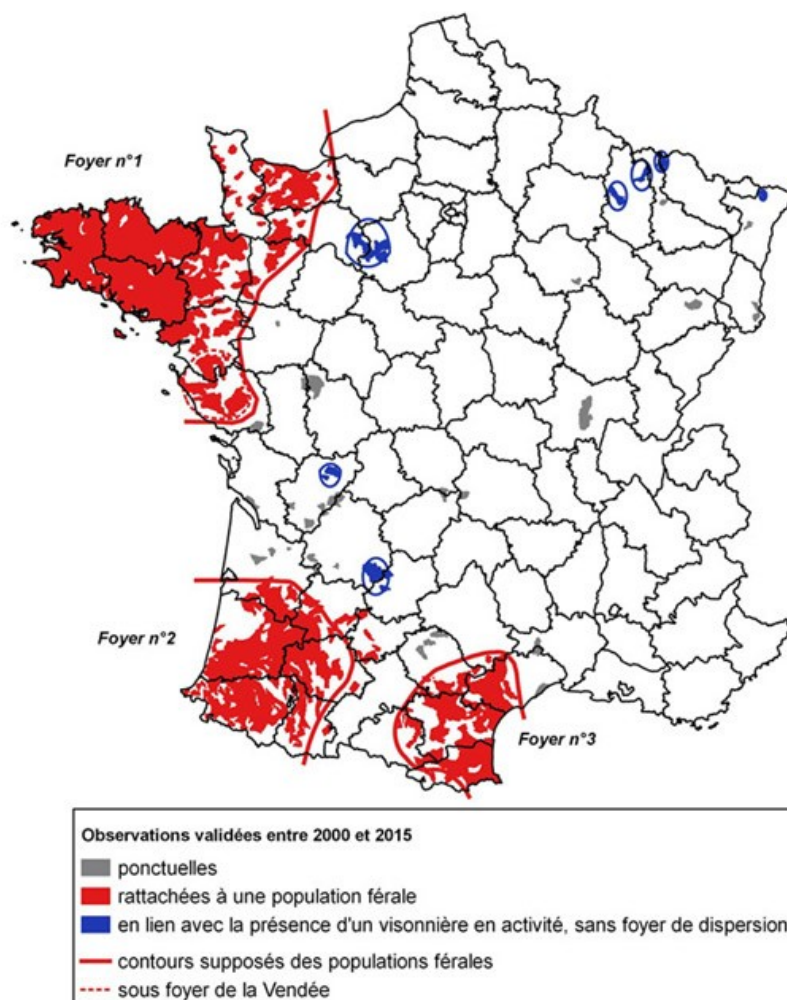 Foyer n°1
Foyer n°2
Foyer n°3
Observations validées entre 2000 et 2015
ponctuelles
rattachées à une population férale
en lien avec la présence d'un visonnière en activité, sans foyer de dispersion
contours supposés des populations férales
sous foyer de la Vendée